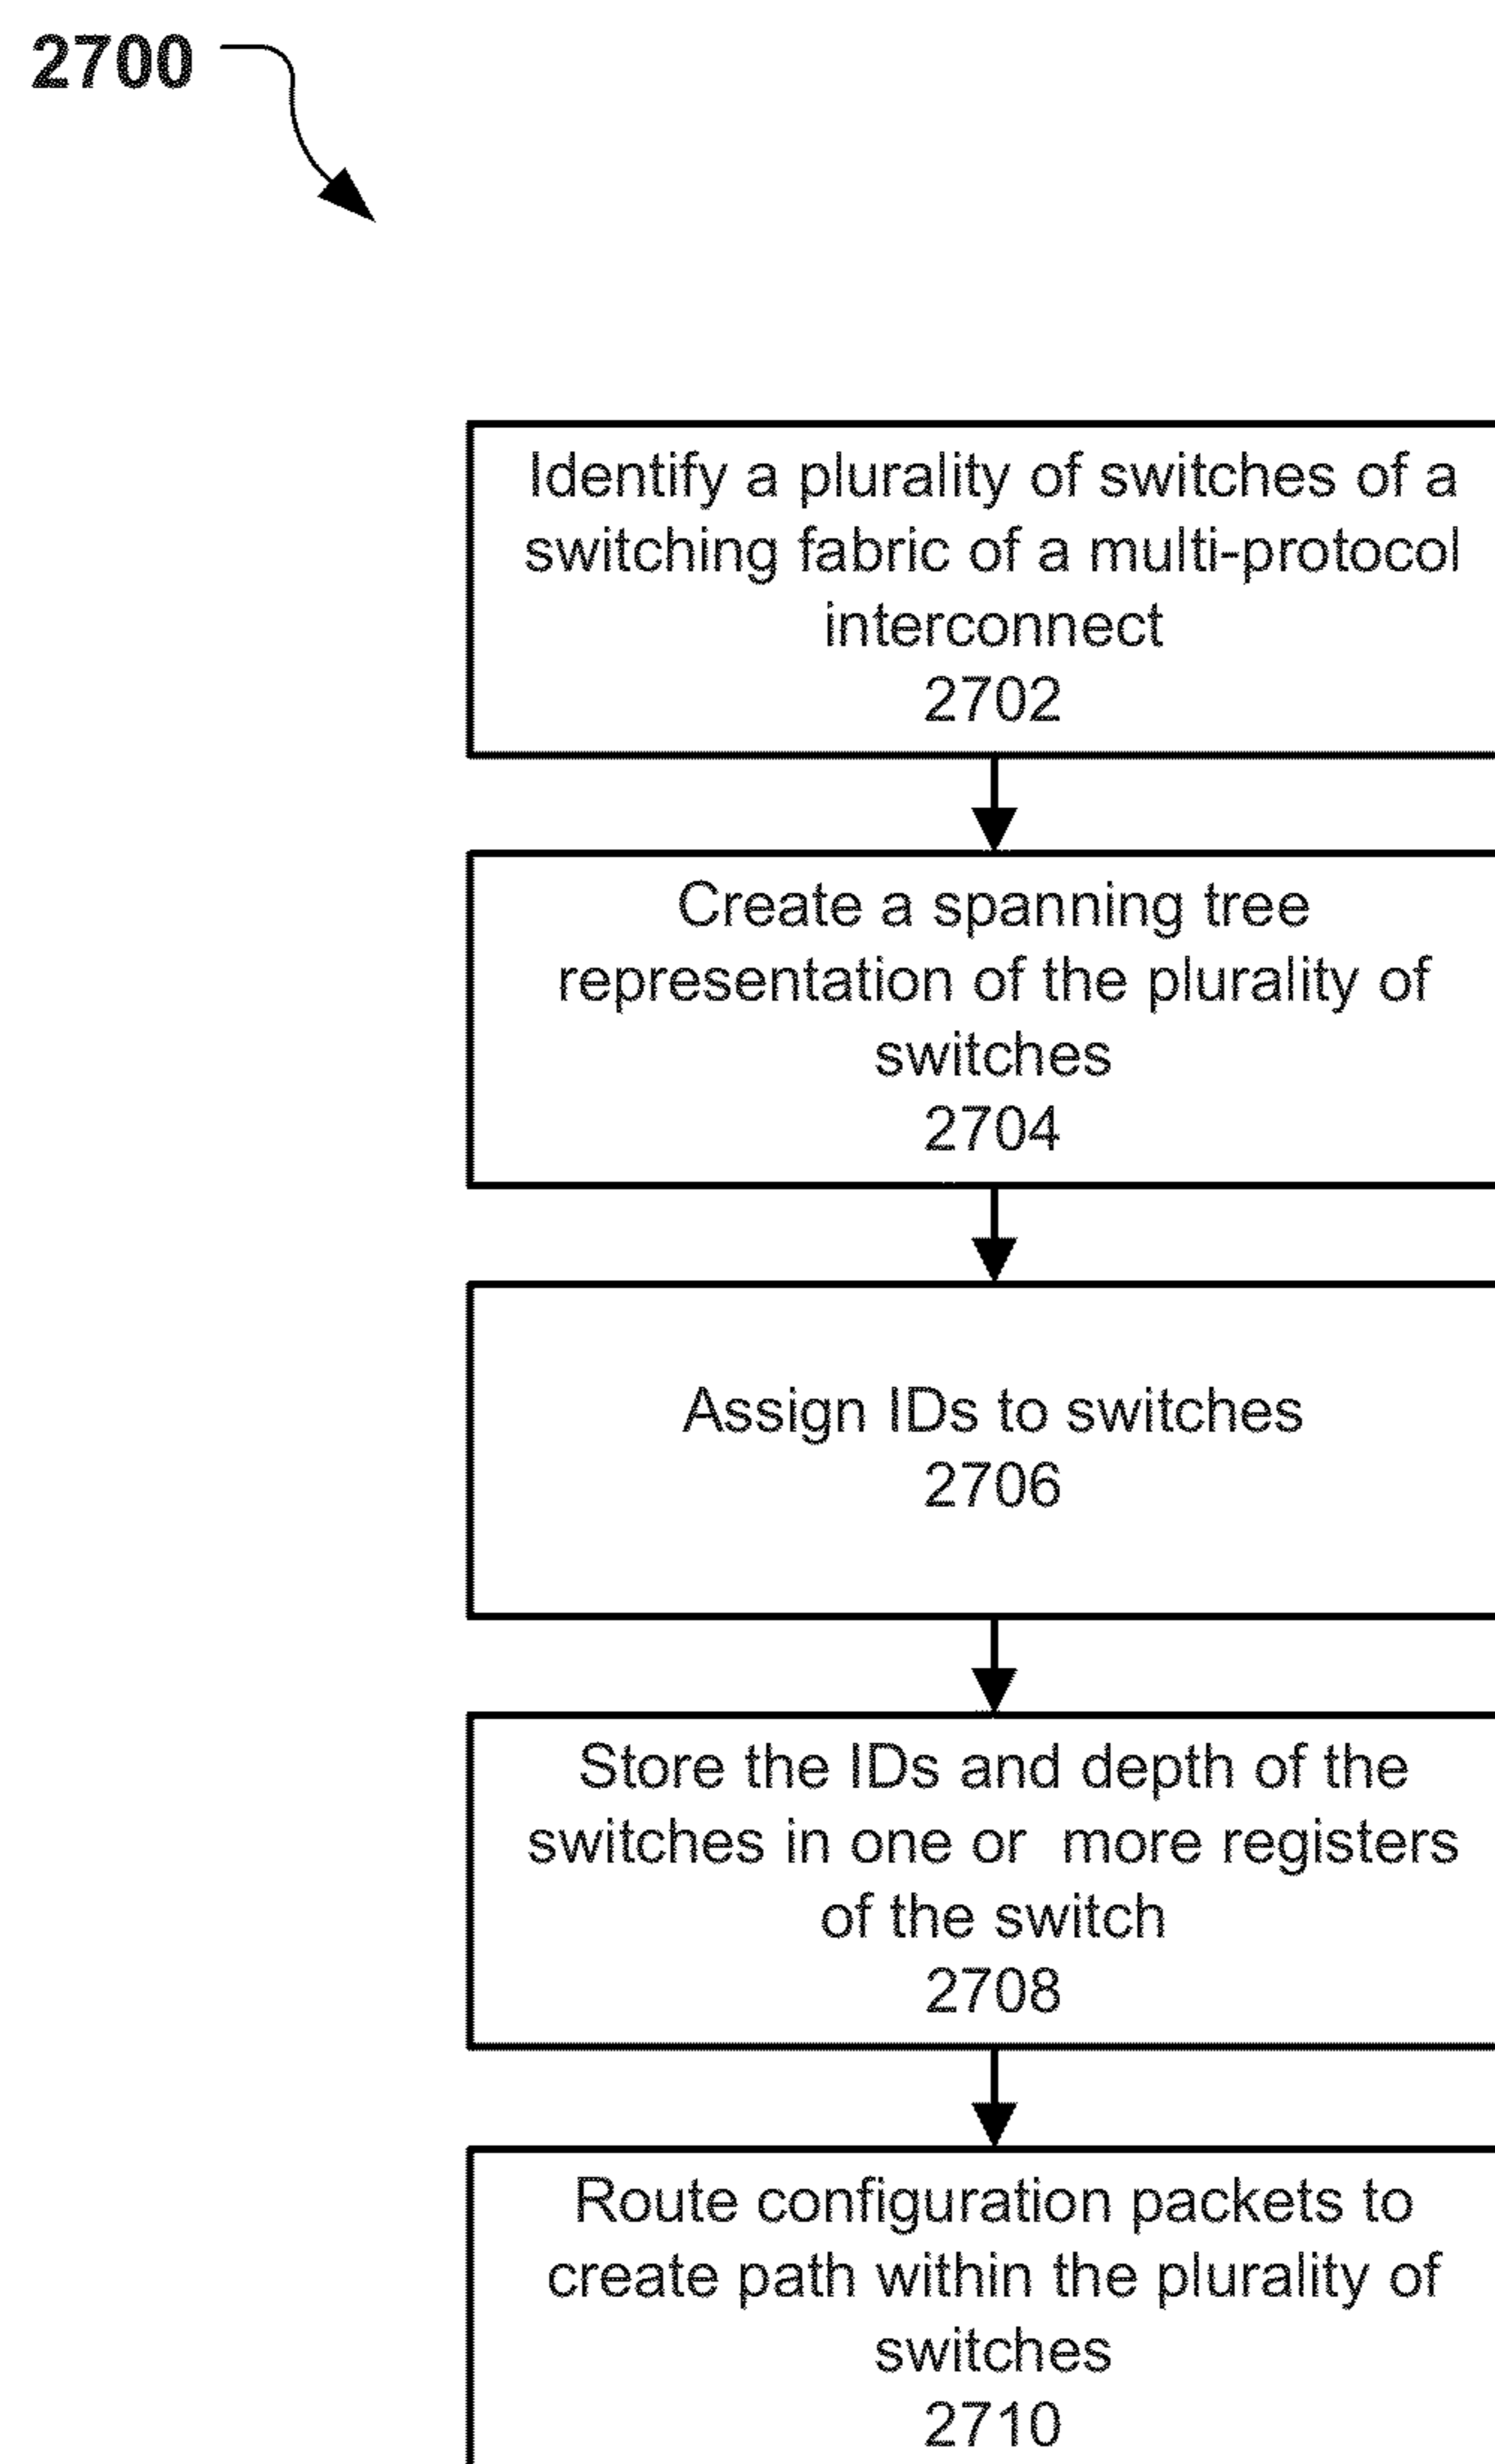 2700
Identify a plurality of switches of a
switching fabric of a multi-protocol
interconnect
2702
Create a spanning tree
representation of the plurality of
switches
2704
Assign IDs to switches
2706
Store the IDs and depth of the
switches in one or more registers
of the switch
2708
Route configuration packets to
create path within the plurality of
switches
2710